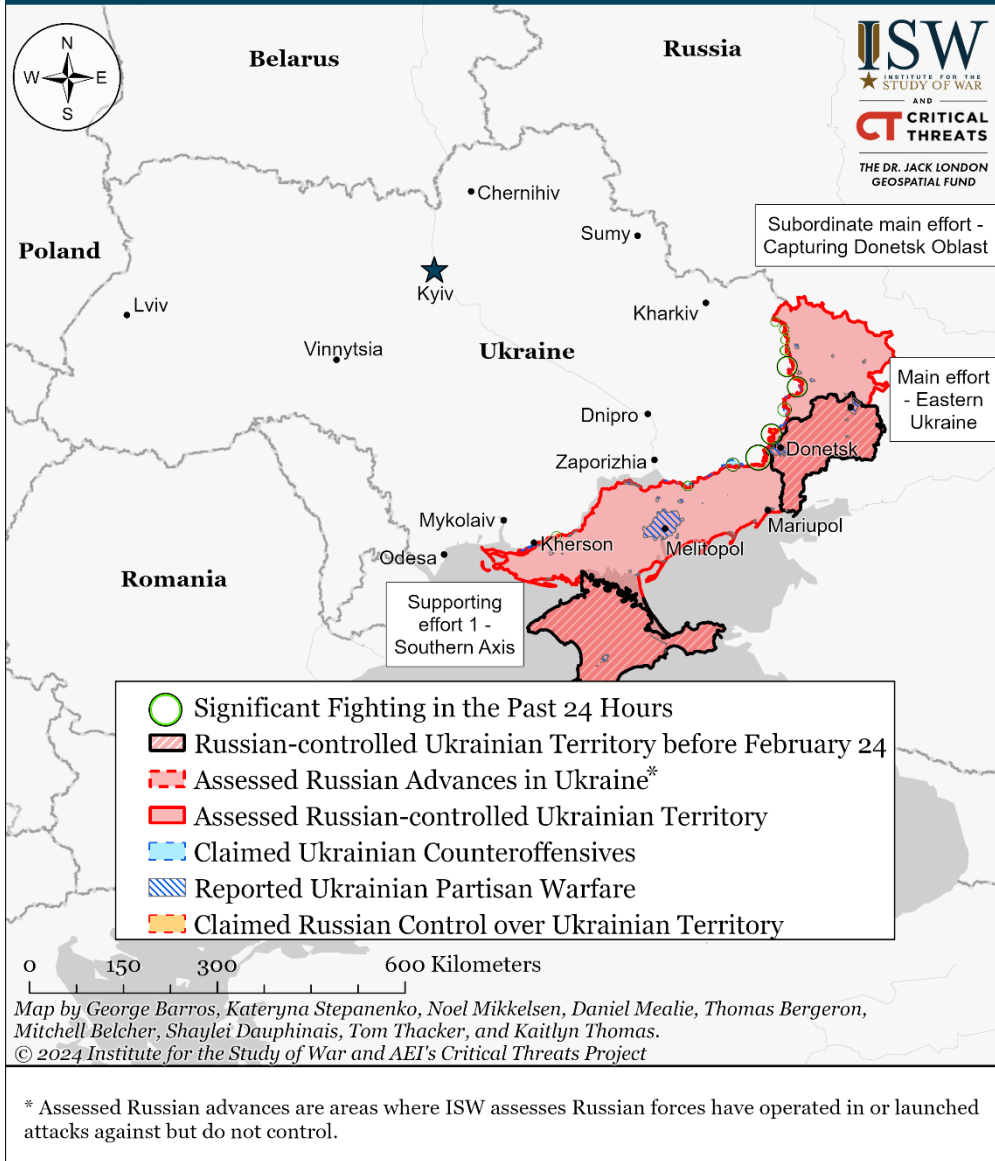 N
W
E
S
Belarus
Russia
ISW
INSTITUTE FOR THE
STUDY OF WAR
AND
CT CRITICAL
THREATS
THE DR. JACK LONDON
GEOSPATIAL FUND
Chernihiv
Subordinate main effort -
Capturing Donetsk Oblast
Sumy
Poland
Kyiv
Lviv
Kharkiv
Vinnytsia
Ukraine
Main effort
- Eastern
Ukraine
Dnipro
Donetsk
Zaporizhia
Mariupol
Mykolaiv
Kherson
Melitopol
Odesa
Romania
Supporting
effort 1 -
Southern Axis
Significant Fighting in the Past 24 Hours
Russian-controlled Ukrainian Territory before February 24
Assessed Russian Advances in Ukraine*
Assessed Russian-controlled Ukrainian Territory
Claimed Ukrainian Counteroffensives
Reported Ukrainian Partisan Warfare
Claimed Russian Control over Ukrainian Territory
0 150 300 600 Kilometers
Map by George Barros, Kateryna Stepanenko, Noel Mikkelsen, Daniel Mealie, Thomas Bergeron,
Mitchell Belcher, Shaylei Dauphinais, Tom Thacker, and Kaitlyn Thomas.
© 2024 Institute for the Study of War and AEI's Critical Threats Project
* Assessed Russian advances are areas where ISW assesses Russian forces have operated in or launched
attacks against but do not control.